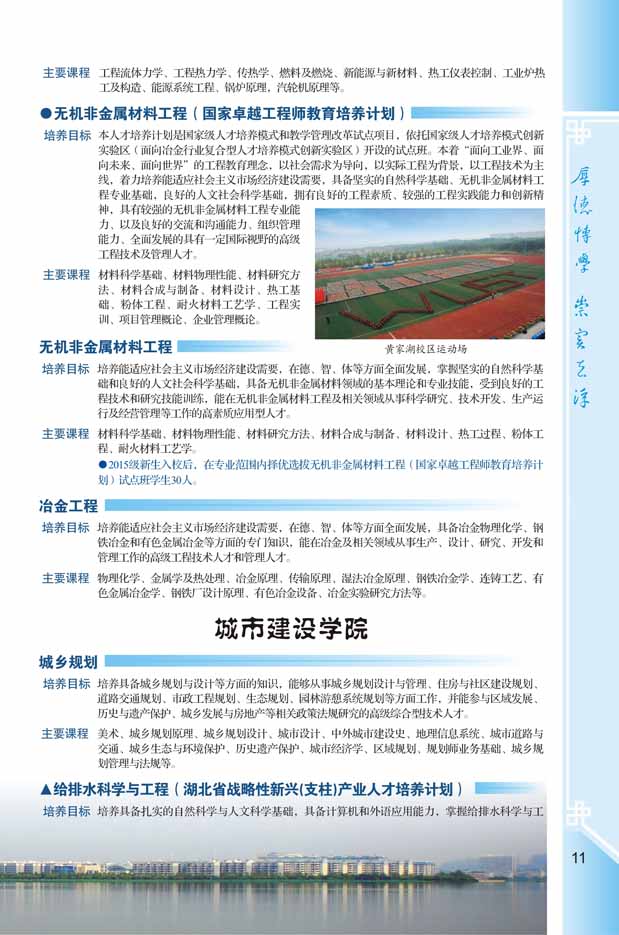 主要课程 工程流体力学、工程热力学、传热学、燃料及燃烧、新能源与新材料、热工仪表控制、工业炉热
工及构造、能源系统工程、锅炉原理，汽轮机原理等。
●无机非金属材料工程（国家卓越工程师教育培养计划）
培养目标 本人才培养计划是国家级人才培养模式和教学管理改革试点项目，依托国家级人才培养模式创新
实验区（面向冶金行业复合型人才培养模式创新实验区）开设的试点班。本着“面向工业界、面
向未来、面向世界”的工程教育理念，以社会需求为导向，以实际工程为背景，以工程技术为主
线，着力培养能适应社会主义市场经济建设需要，具备坚实的自然科学基础、无机非金属材料工
程专业基础，良好的人文社会科学基础，拥有良好的工程素质、较强的工程实践能力和创新精
神，具有较强的无机非金属材料工程专业能
力、以及良好的交流和沟通能力、组织管理
能力、全面发展的具有一定国际视野的高级
工程技术及管理人才。
主要课程 材料科学基础、材料物理性能、材料研究方
法、材料合成与制备、材料设计、热工基
础、粉体工程、耐火材料工艺学、工程实
训、项目管理概论、企业管理概论。
黄家湖校区运动场
无机非金属材料工程
培养目标 培养能适应社会主义市场经济建设需要，在德、智、体等方面全面发展，掌握坚实的自然科学基
础和良好的人文社会科学基础，具备无机非金属材料领域的基本理论和专业技能，受到良好的工
程技术和研究技能训练，能在无机非金属材料工程及相关领域从事科学研究、技术开发、生产运
行及经营管理等工作的高素质应用型人才。
主要课程 材料科学基础、材料物理性能、材料研究方法、材料合成与制备、材料设计、热工过程、粉体工
程、耐火材料工艺学。
●2015级新生入校后，在专业范围内择优选拔无机非金属材料工程（国家卓越工程师教育培养计
划）试点班学生30人。
冶金工程
培养目标 培养能适应社会主义市场经济建设需要，在德、智、体等方面全面发展，具备冶金物理化学、钢
铁冶金和有色金属冶金等方面的专门知识，能在冶金及相关领域从事生产、设计、研究、开发和
管理工作的高级工程技术人才和管理人才。
主要课程 物理化学、金属学及热处理、冶金原理、传输原理、湿法冶金原理、钢铁冶金学、连铸工艺、有
色金属冶金学、钢铁厂设计原理、有色冶金设备、冶金实验研究方法等。
城市建设学院
城乡规划
培养目标 培养具备城乡规划与设计等方面的知识，能够从事城乡规划设计与管理、住房与社区建设规划、
道路交通规划、市政工程规划、生态规划、园林游憩系统规划等方面工作，并能参与区域发展、
历史与遗产保护、城乡发展与房地产等相关政策法规研究的高级综合型技术人才。
主要课程 美术、城乡规划原理、城乡规划设计、城市设计、中外城市建设史、地理信息系统、城市道路与
交通、城乡生态与环境保护、历史遗产保护、城市经济学、区域规划、规划师业务基础、城乡规
划管理与法规等。
▲给排水科学与工程（湖北省战略性新兴(支柱)产业人才培养计划）
培养目标 培养具备扎实的自然科学与人文科学基础，具备计算机和外语应用能力，掌握给排水科学与工
厚德博学 崇实去浮
11